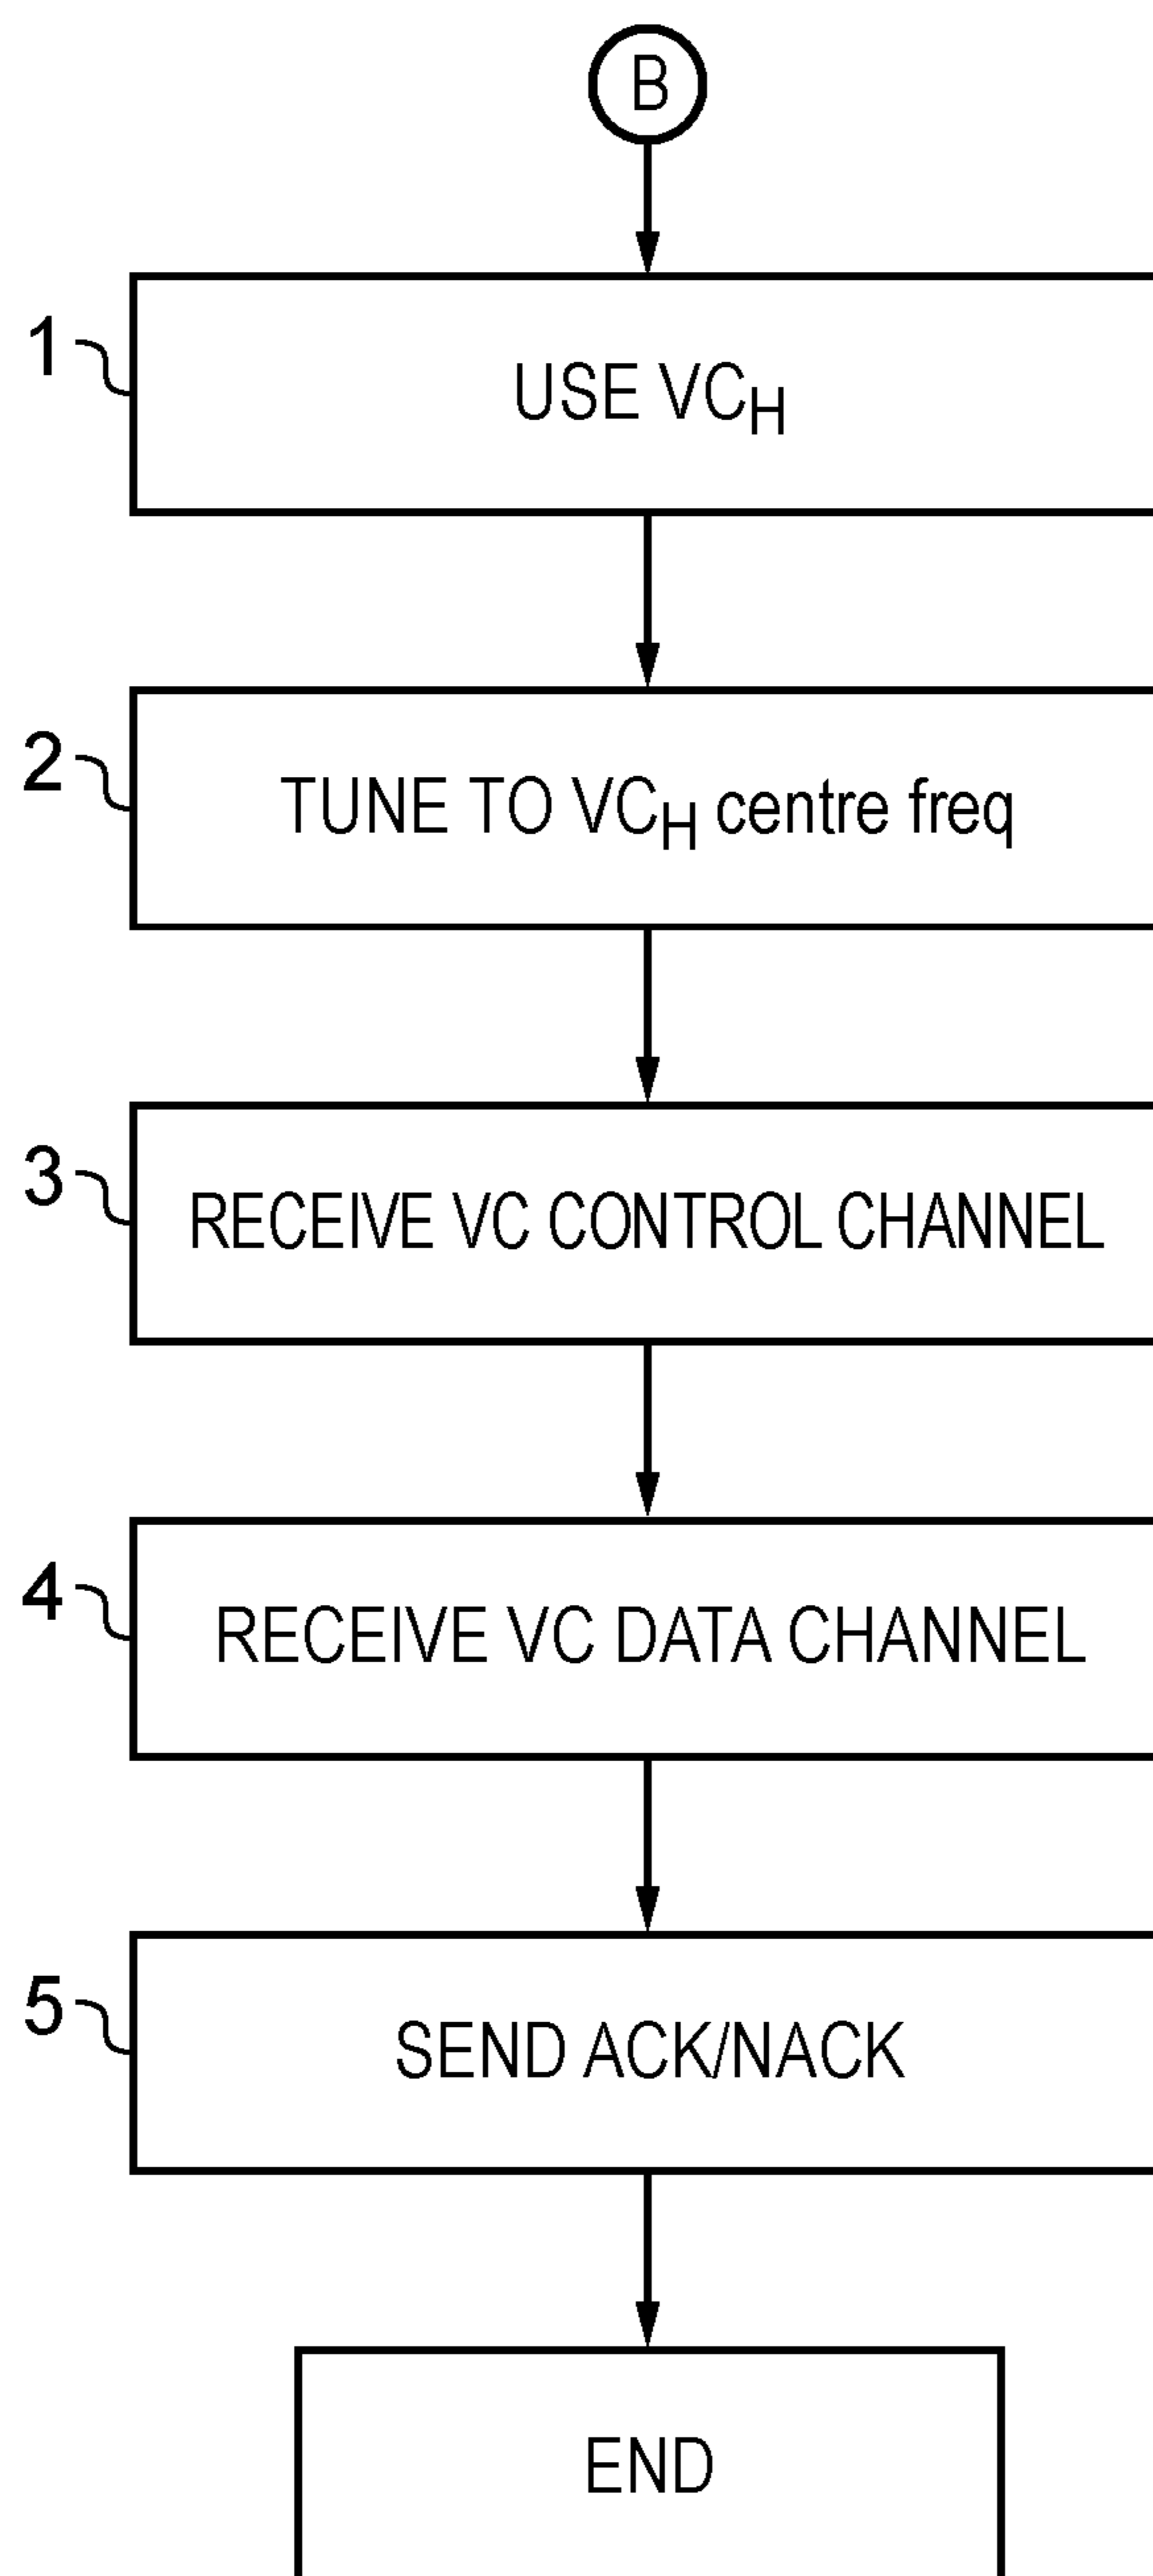 B
1
USE VCH
2
TUNE TO VCH centre freq
3
RECEIVE VC CONTROL CHANNEL
4
RECEIVE VC DATA CHANNEL
5
SEND ACK/NACK
END